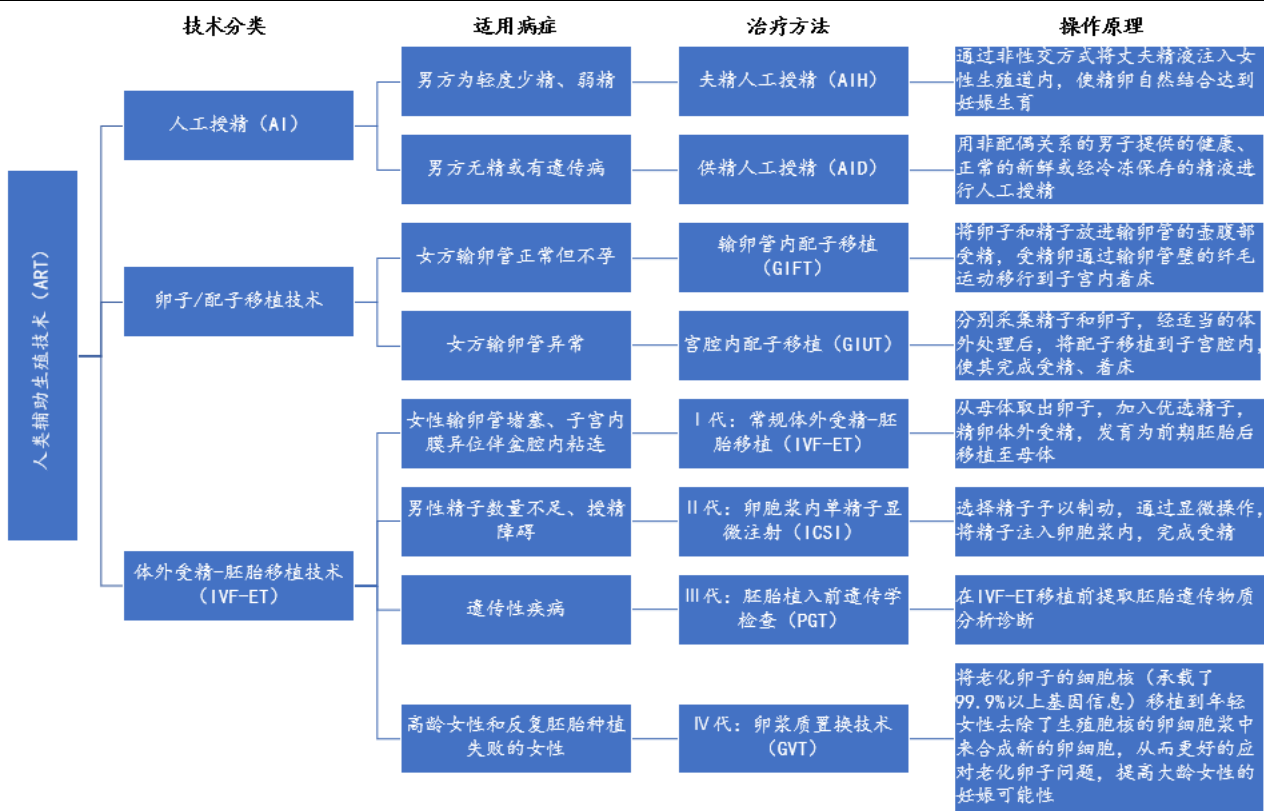 技术分类
适用病症
治疗方法
操作原理
人类辅助生殖技术（ART）
人工授精（AI）
男方为轻度少精、弱精
夫精人工授精（AIH）
通过非性交方式将丈夫精液注入女
性生殖道内，使精卵自然结合达到
妊娠生育
男方无精或有遗传病
供精人工授精（AID）
用非配偶关系的男子提供的健康、
正常的新鲜或经冷冻保存的精液进
行人工授精
卵子/配子移植技术
女方输卵管正常但不孕
输卵管内配子移植
（GIFT）
将卵子和精子放进输卵管的壶腹部
受精，受精卵通过输卵管壁的纤毛
运动移行到子宫内着床
女方输卵管异常
宫腔内配子移植（GIUT）
分别采集精子和卵子，经适当的体
外处理后，将配子移植到子宫腔内，
使其完成受精、着床
体外受精-胚胎移植技术
（IVF-ET）
女性输卵管堵塞、子宫内
膜异位伴盆腔内粘连
Ⅰ代：常规体外受精-胚
胎移植（IVF-ET）
从母体取出卵子，加入优选精子，
精卵体外受精，发育为前期胚胎后
移植至母体
男性精子数量不足、授精
障碍
Ⅱ代：卵胞浆内单精子显
微注射（ICSI）
选择精子予以制动，通过显微操作，
将精子注入卵胞浆内，完成受精
遗传性疾病
Ⅲ代：胚胎植入前遗传学
检查（PGT）
在IVF-ET移植前提取胚胎遗传物质
分析诊断
高龄女性和反复胚胎种植
失败的女性
Ⅳ代：卵浆质置换技术
（GVT）
将老化卵子的细胞核（承载了
99.9%以上基因信息）移植到年轻
女性去除了生殖胞核的卵细胞浆中
来合成新的卵细胞，从而更好的应
对老化卵子问题，提高大龄女性的
妊娠可能性